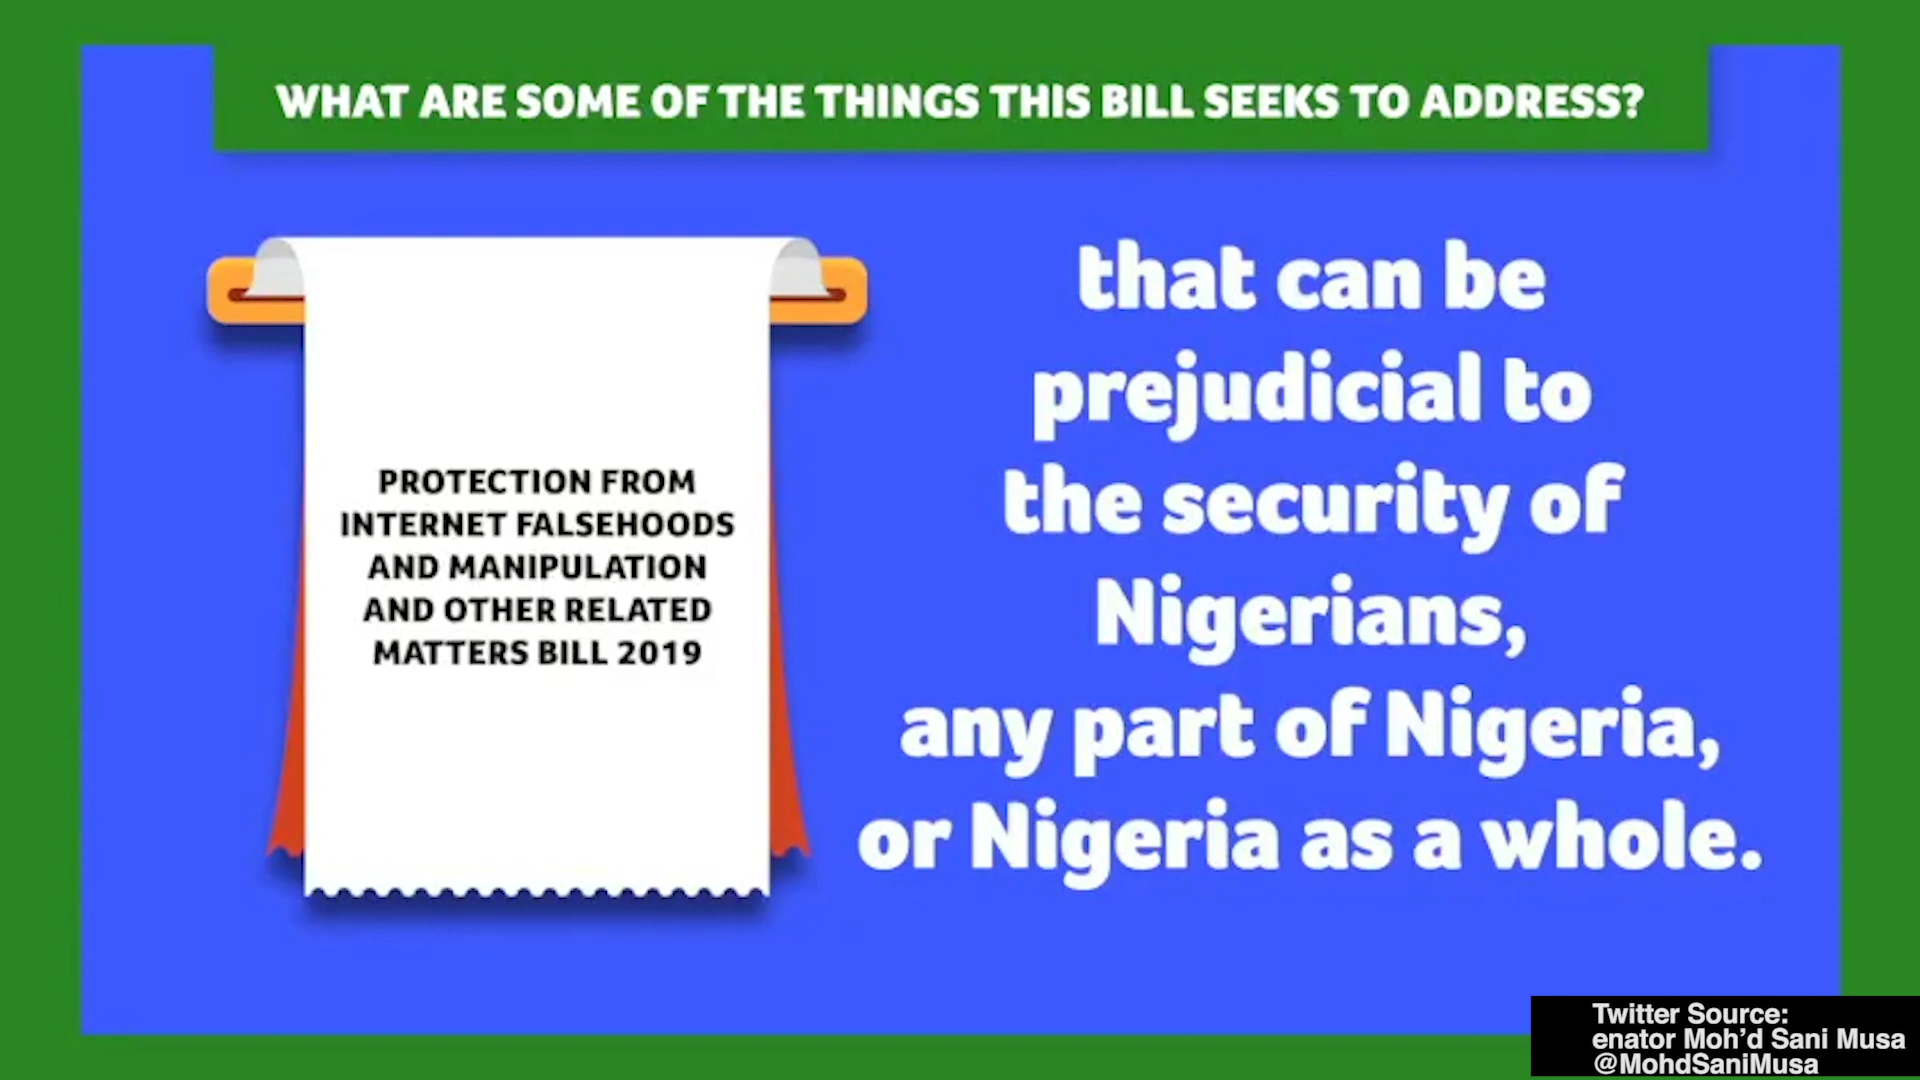 WHAT ARE SOME OF THE THINGS THIS BILL SEEKS TO ADDRESS?
PROTECTION FROM
INTERNET FALSEHOODS
AND MANIPULATION
AND OTHER RELATED
MATTERS BILL 2019
that can be
prejudicial to
the security of
Nigerians,
any part of Nigeria,
or Nigeria as a whole.
Twitter Source:
enator Moh'd Sani Musa
@MohdSaniMusa